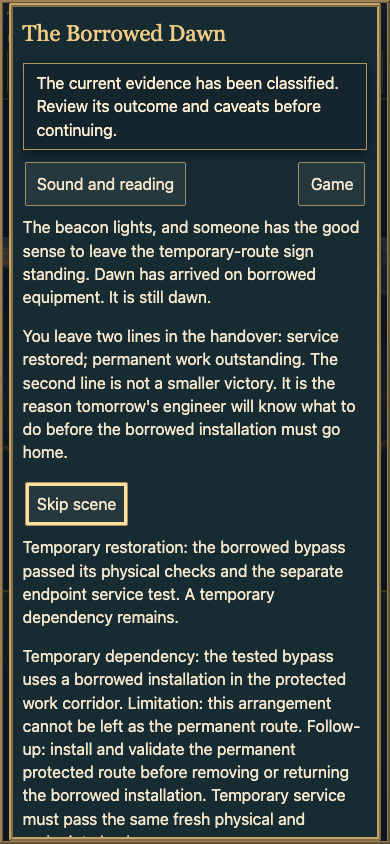 The Borrowed Dawn
The current evidence has been classified.
Review its outcome and caveats before
continuing.
Sound and reading
Game
The beacon lights, and someone has the good
sense to leave the temporary-route sign
standing. Dawn has arrived on borrowed
equipment. It is still dawn.
You leave two lines in the handover: service
restored; permanent work outstanding. The
second line is not a smaller victory. It is the
reason tomorrow's engineer will know what to
do before the borrowed installation must go
home.
Skip scene
Temporary restoration: the borrowed bypass
passed its physical checks and the separate
endpoint service test. A temporary
dependency remains.
Temporary dependency: the tested bypass
uses a borrowed installation in the protected
work corridor. Limitation: this arrangement
cannot be left as the permanent route. Follow-
up: install and validate the permanent
protected route before removing or returning
the borrowed installation. Temporary service
must pass the same fresh physical and